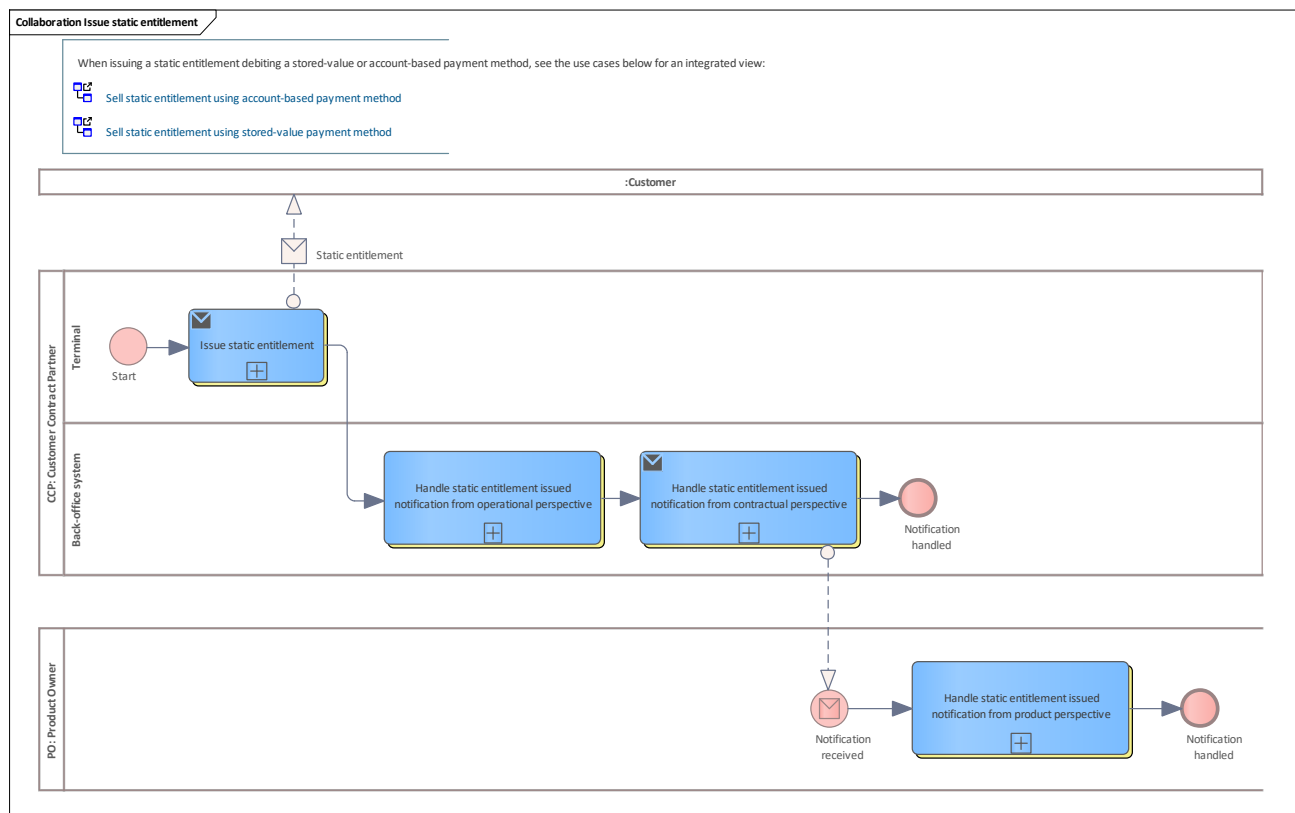 Collaboration Issue static entitlement
When issuing a static entitlement debiting a stored-value or account-based payment method, see the use cases below for an integrated view:
Sell static entitlement using account-based payment method
Sell static entitlement using stored-value payment method
:Customer
Static entitlement
CCP: Customer Contract Partner
Terminal
Start
Issue static entitlement
Back-office system
Handle static entitlement issued
notification from operational perspective
Handle static entitlement issued
notification from contractual perspective
Notification
handled
PO: Product Owner
Notification
received
Handle static entitlement issued
notification from product perspective
Notification
handled